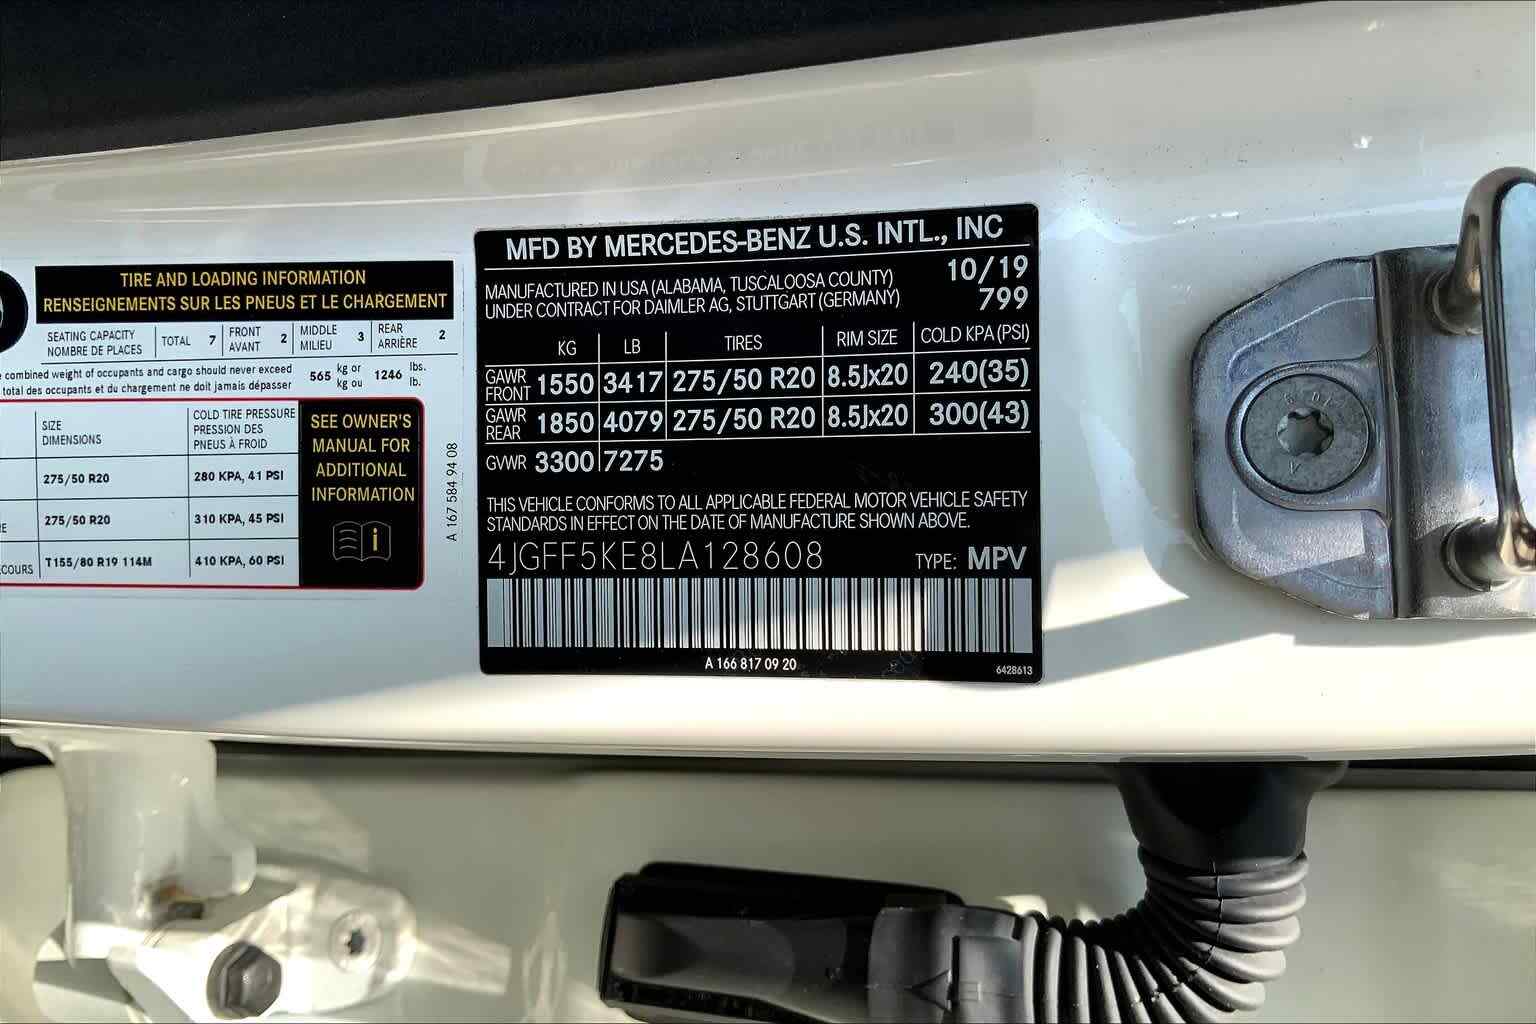 TIRE AND LOADING INFORMATION
RENSEIGNEMENTS SUR LES PNEUS ET LE CHARGEMENT
SEATING CAPACITY
NOMBRE DE PLACES
TOTAL 7
FRONT
AVANT 2
MIDDLE
MILIEU 3
REAR
ARRIÈRE 2
combined weight of occupants and cargo should never exceed
total des occupants et du chargement ne doit jamais dépasser
565 kg or
kg ou
1246 lbs.
lb.
SIZE
DIMENSIONS
COLD TIRE PRESSURE
PRESSION DES
PNEUS À FROID
275/50 R20 280 KPA, 41 PSI
275/50 R20 310 KPA, 45 PSI
T155/80 R19 114M 410 KPA, 60 PSI
SEE OWNER'S
MANUAL FOR
ADDITIONAL
INFORMATION
i
A 167 584 94 08
MFD BY MERCEDES-BENZ U.S. INTL., INC
MANUFACTURED IN USA (ALABAMA, TUSCALOOSA COUNTY) 10/19
UNDER CONTRACT FOR DAIMLER AG, STUTTGART (GERMANY) 799
KG LB TIRES RIM SIZE COLD KPA (PSI)
GAWR
FRONT 1550 3417 275/50 R20 8.5Jx20 240(35)
GAWR
REAR 1850 4079 275/50 R20 8.5Jx20 300(43)
GVWR 3300 7275
THIS VEHICLE CONFORMS TO ALL APPLICABLE FEDERAL MOTOR VEHICLE SAFETY
STANDARDS IN EFFECT ON THE DATE OF MANUFACTURE SHOWN ABOVE.
4JGFF5KE8LA128608 TYPE: MPV
A 166 817 09 20
6428613